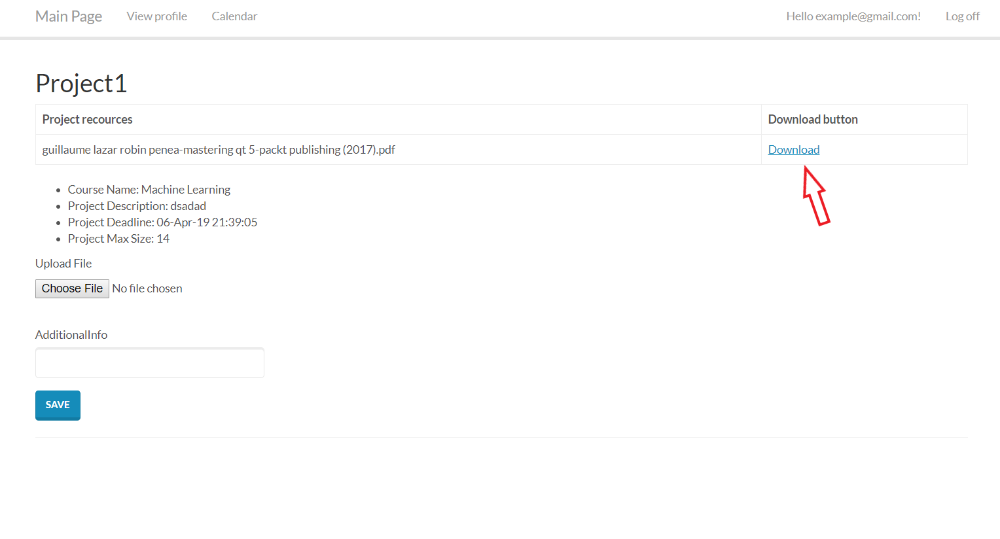 Main Page View profile Calendar Hello example@gmail.com! Log off
Project1
Project recources Download button
guillaume lazar robin penea-mastering qt 5-packt publishing (2017).pdf Download
Course Name: Machine Learning
Project Description: dsadad
Project Deadline: 06-Apr-19 21:39:05
Project Max Size: 14
Upload File
Choose File No file chosen
AdditionalInfo
SAVE